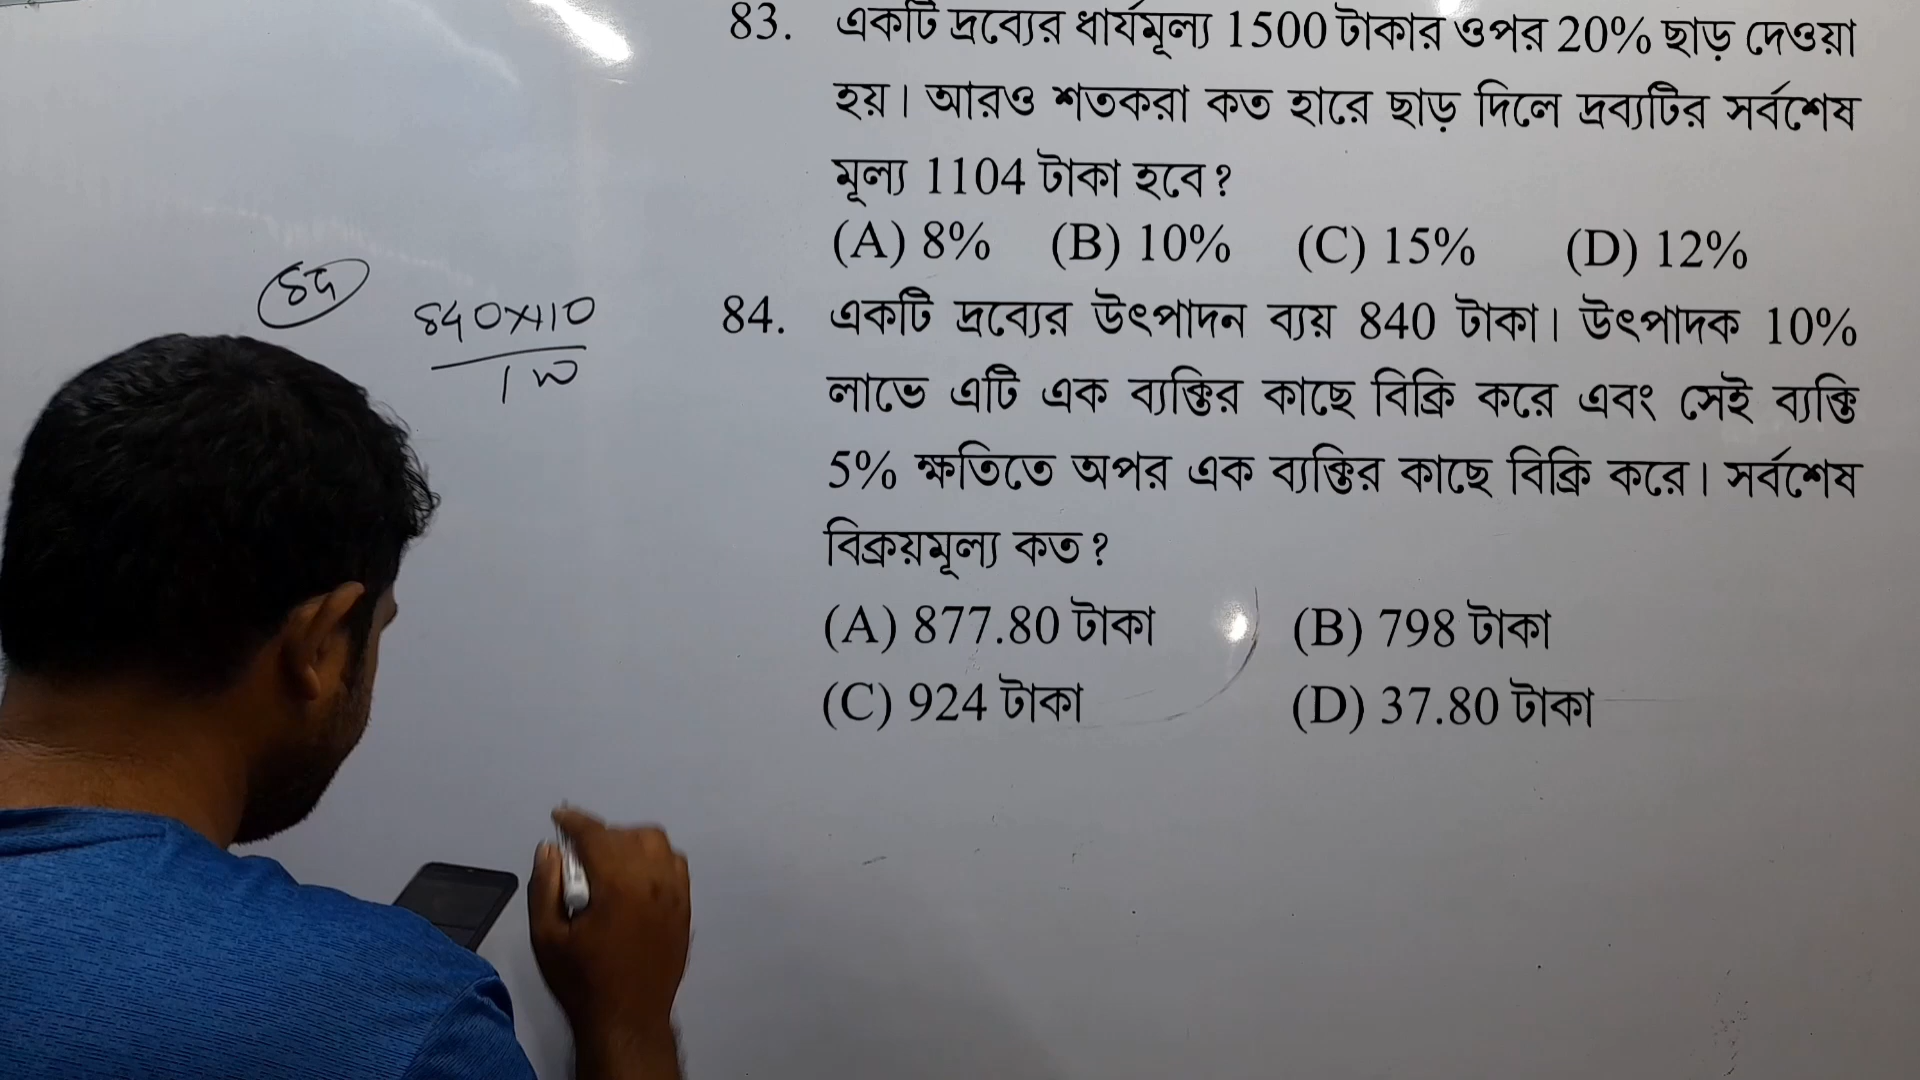 83. একটি দ্রব্যের ধার্যমূল্য 1500 টাকার ওপর 20% ছাড় দেওয়া
হয়। আরও শতকরা কত হারে ছাড় দিলে দ্রব্যটির সর্বশেষ
মূল্য 1104 টাকা হবে?
(A) 8% (B) 10% (C) 15% (D) 12%
84. একটি দ্রব্যের উৎপাদন ব্যয় 840 টাকা। উৎপাদক 10%
লাভে এটি এক ব্যক্তির কাছে বিক্রি করে এবং সেই ব্যক্তি
5% ক্ষতিতে অপর এক ব্যক্তির কাছে বিক্রি করে। সর্বশেষ
বিক্রয়মূল্য কত?
(A) 877.80 টাকা (B) 798 টাকা
(C) 924 টাকা (D) 37.80 টাকা
84
840×110
100